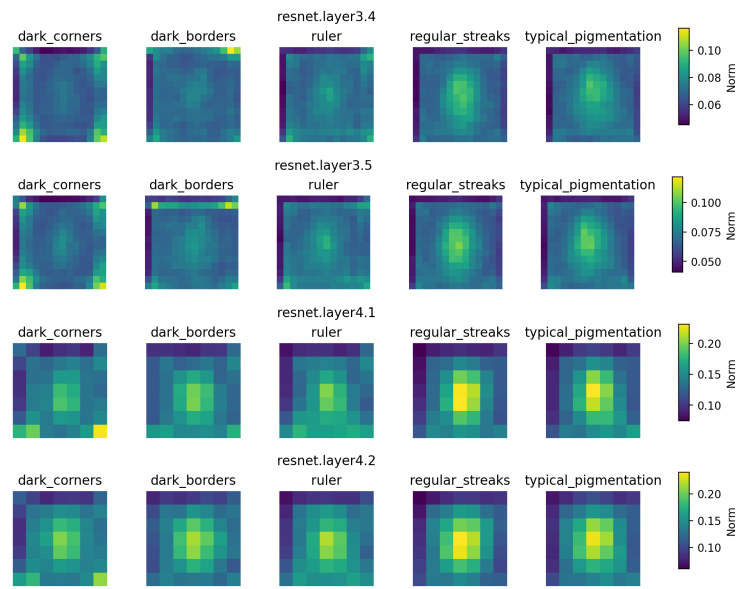 resnet.layer3.4
dark_corners dark_borders ruler regular_streaks typical_pigmentation
0.10
0.08
0.06
Norm
resnet.layer3.5
dark_corners dark_borders ruler regular_streaks typical_pigmentation
0.100
0.075
0.050
Norm
resnet.layer4.1
dark_corners dark_borders ruler regular_streaks typical_pigmentation
0.20
0.15
0.10
Norm
resnet.layer4.2
dark_corners dark_borders ruler regular_streaks typical_pigmentation
0.20
0.15
0.10
Norm